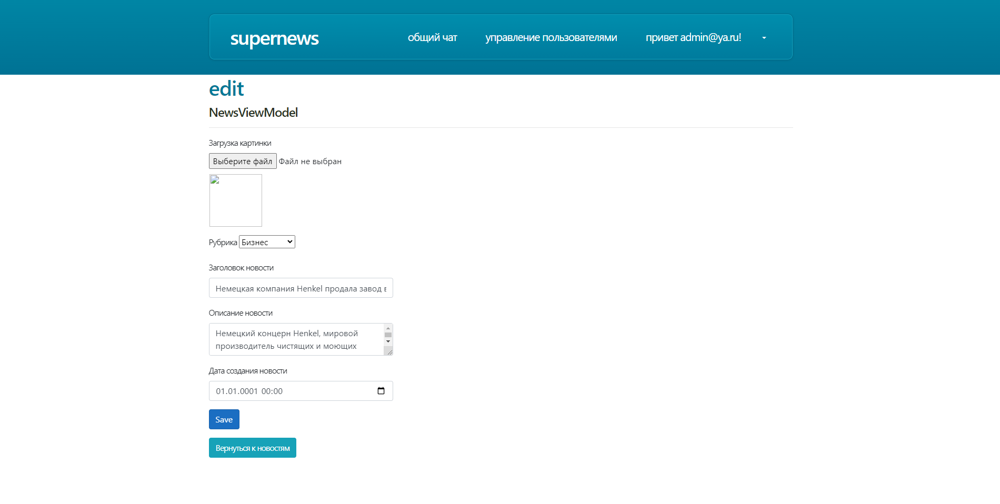 supernews
общий чат
управление пользователями
привет admin@ya.ru!
edit
NewsViewModel
Загрузка картинки
Выберите файл Файл не выбран
Рубрика Бизнес
Заголовок новости
Немецкая компания Henkel продала завод в
Описание новости
Немецкий концерн Henkel, мировой
производитель чистящих и моющих
Дата создания новости
01.01.0001 00:00
Save
Вернуться к новостям